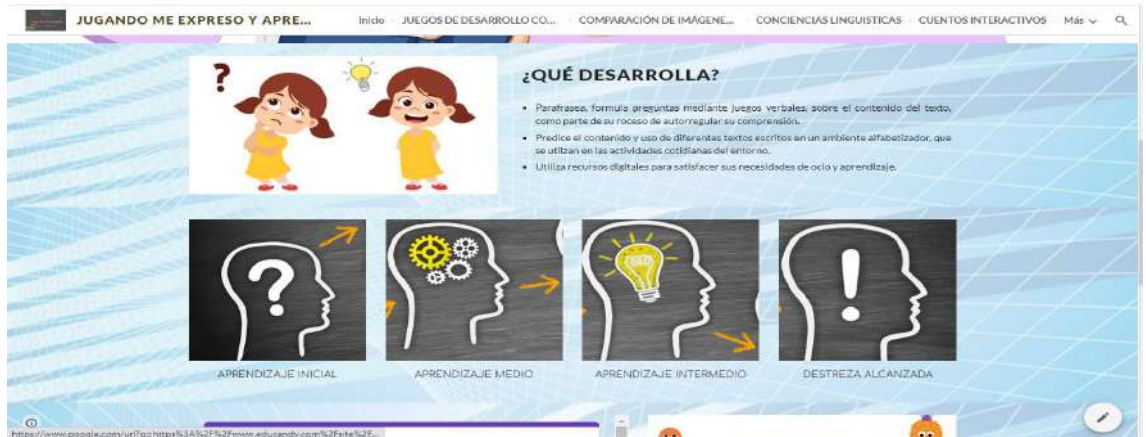 JUGANDO ME EXPRESO Y APRE...
Inicio
JUEGOS DE DESARROLLO CO...
COMPARACIÓN DE IMÁGENE...
CONCIENCIAS LINGUISTICAS
CUENTOS INTERACTIVOS
Más
?
¿QUÉ DESARROLLA?
• Parafrasea, formula preguntas mediante juegos verbales, sobre el contenido del texto,
como parte de su roceso de autorregular su comprensión.
• Predice el contenido y uso de diferentes textos escritos en un ambiente alfabetizador, que
se utilizan en las actividades cotidianas del entorno.
• Utiliza recursos digitales para satisfacer sus necesidades de ocio y aprendizaje.
?
!
APRENDIZAJE INICIAL
APRENDIZAJE MEDIO
APRENDIZAJE INTERMEDIO
DESTREZA ALCANZADA
https://www.google.com/url?q=https%3A%2F%2Fwww.educandy.com%2Fsite%2F...